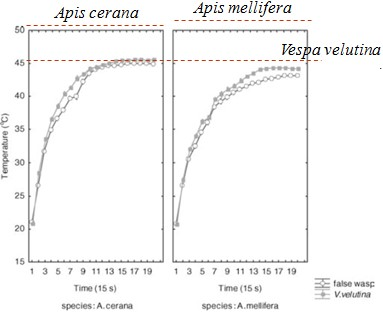 Apis cerana
Apis mellifera
Vespa velutina
Temperature (°C)
50
45
40
35
30
25
20
15
1 3 5 7 9 11 13 15 17 19
1 3 5 7 9 11 13 15 17 19
Time (15 s)
Time (15 s)
species: A.cerana
species: A.mellifera
false wasp
V.velutina